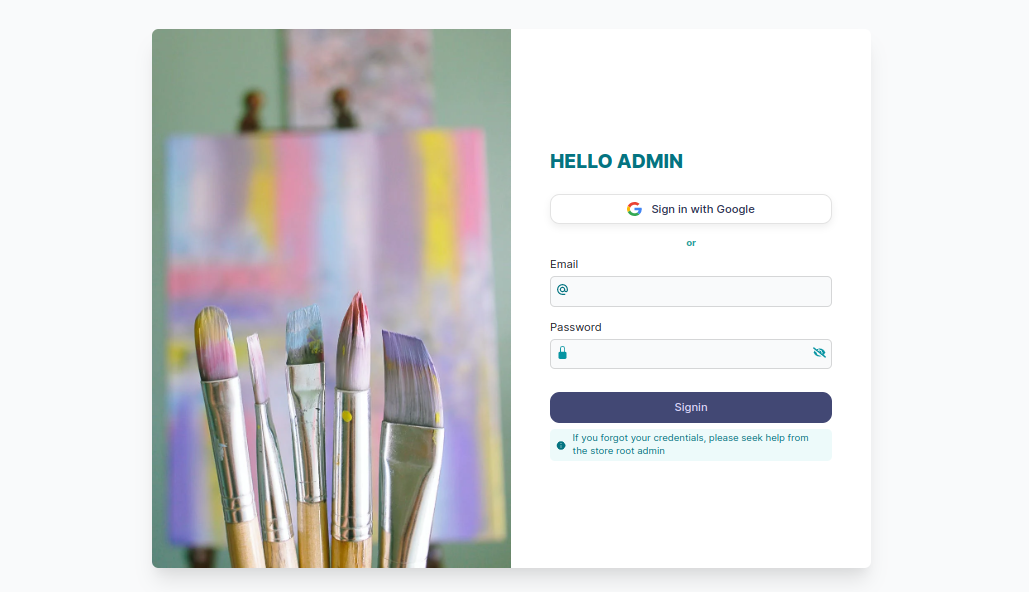 HELLO ADMIN
Sign in with Google
or
Email
Password
Signin
If you forgot your credentials, please seek help from
the store root admin